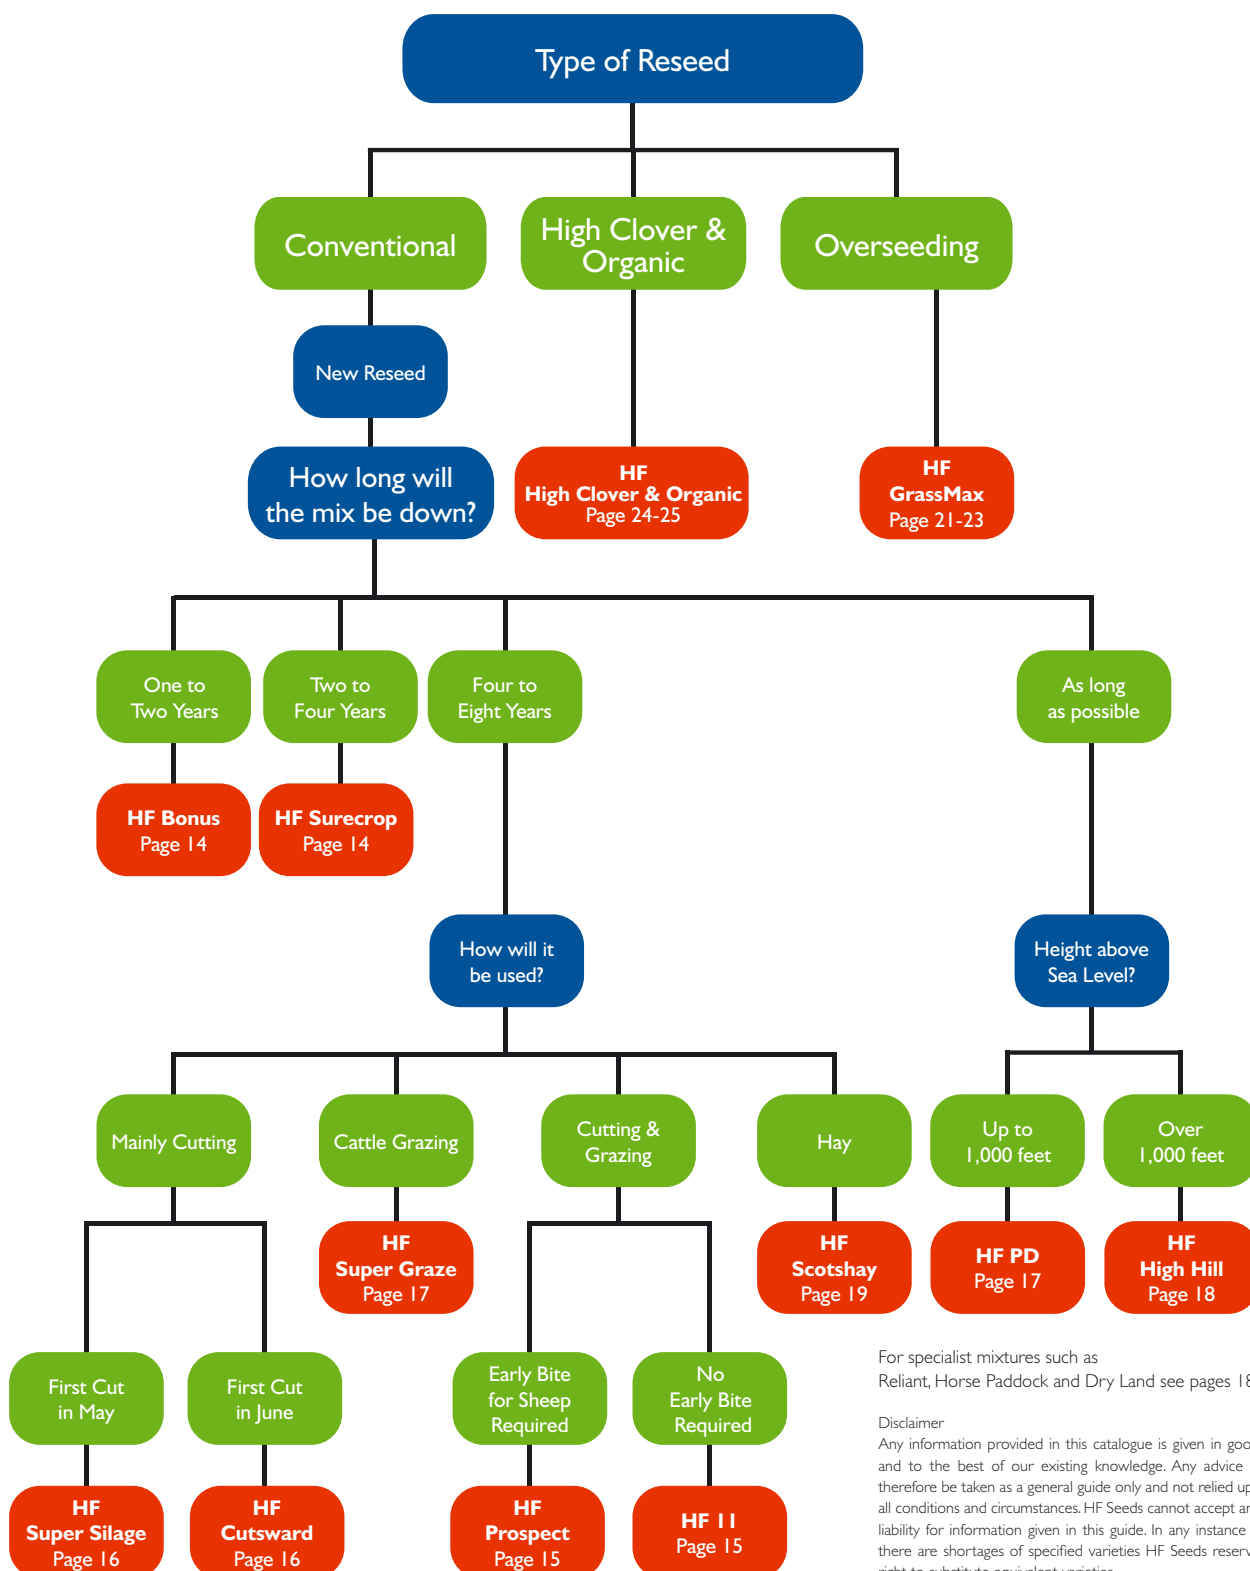 Type of Reseed
Conventional
High Clover &
Organic
Overseeding
New Reseed
How long will
the mix be down?
HF
High Clover & Organic
Page 24-25
HF
GrassMax
Page 21-23
One to
Two Years
Two to
Four Years
Four to
Eight Years
As long
as possible
HF Bonus
Page 14
HF Surecrop
Page 14
How will it
be used?
Height above
Sea Level?
Mainly Cutting
Cattle Grazing
Cutting &
Grazing
Hay
Up to
1,000 feet
Over
1,000 feet
HF
Super Graze
Page 17
HF
Scotshay
Page 19
HF PD
Page 17
HF
High Hill
Page 18
First Cut
in May
First Cut
in June
Early Bite
for Sheep
Required
No
Early Bite
Required
HF
Super Silage
Page 16
HF
Cutsward
Page 16
HF
Prospect
Page 15
HF 11
Page 15
For specialist mixtures such as
Reliant, Horse Paddock and Dry Land see pages 18
Disclaimer
Any information provided in this catalogue is given in goo
and to the best of our existing knowledge. Any advice
therefore be taken as a general guide only and not relied up
all conditions and circumstances. HF Seeds cannot accept an
liability for information given in this guide. In any instance
there are shortages of specified varieties HF Seeds reserv
right to substitute equivalent varieties